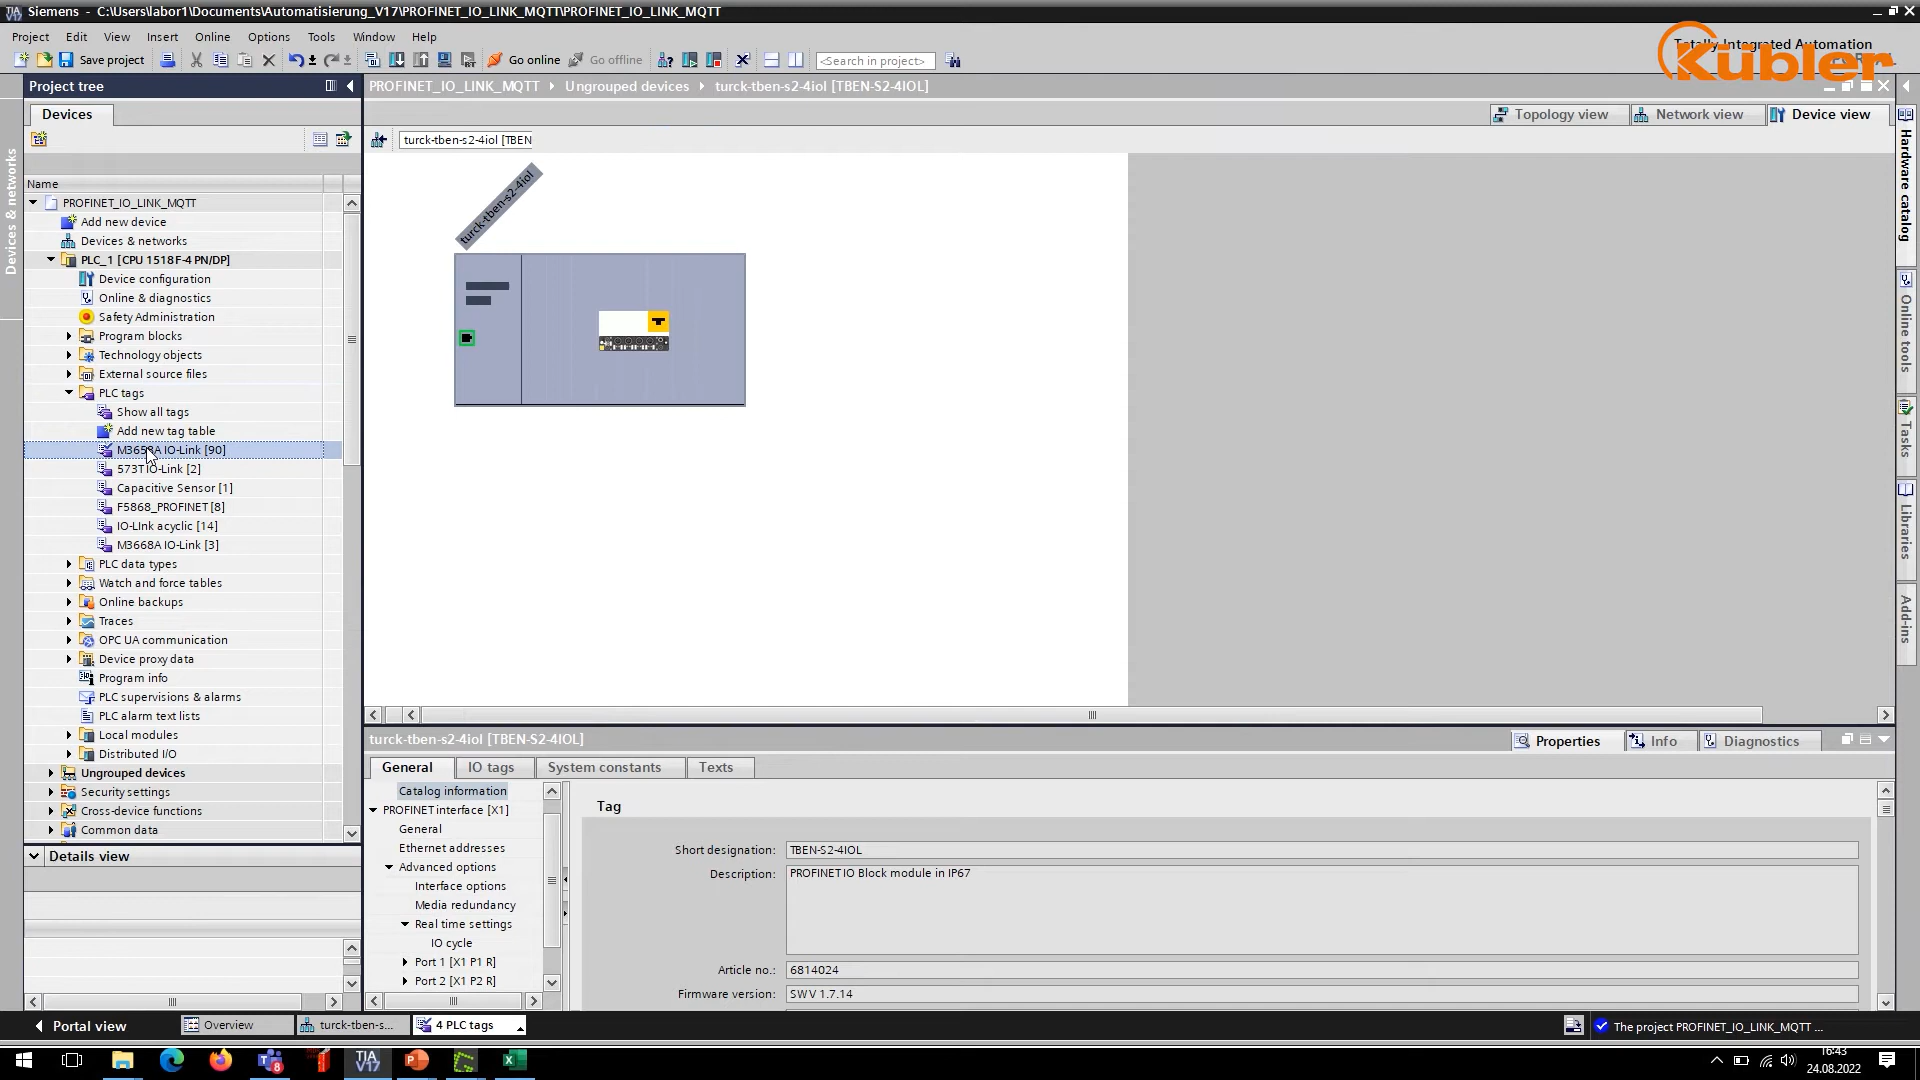 Siemens - C:\Users\labor1\Documents\Automatisierung_V17\PROFINET_IO_LINK_MQTT\PROFINET_IO_LINK_MQTT
Project Edit View Insert Online Options Tools Window Help
Totally Integrated Automation
Kübler
Save project
Go online
Go offline
<Search in project>
Project tree
PROFINET_IO_LINK_MQTT
Ungrouped devices
turck-tben-s2-4iol [TBEN-S2-4IOL]
Devices
Topology view
Network view
Device view
turck-tben-s2-4iol [TBEN
Name
PROFINET_IO_LINK_MQTT
Add new device
Devices & networks
PLC_1 [CPU 1518F-4 PN/DP]
Device configuration
Online & diagnostics
Safety Administration
Program blocks
Technology objects
External source files
PLC tags
Show all tags
Add new tag table
M3658A IO-Link [90]
573T IO-Link [2]
Capacitive Sensor [1]
F5868_PROFINET [8]
IO-LInk acyclic [14]
M3668A IO-Link [3]
PLC data types
Watch and force tables
Online backups
Traces
OPC UA communication
Device proxy data
Program info
PLC supervisions & alarms
PLC alarm text lists
Local modules
Distributed I/O
Ungrouped devices
Security settings
Cross-device functions
Common data
Details view
Devices & networks
turck-tben-s2-4iol
Hardware catalog
Online tools
Tasks
Libraries
Add-ins
turck-tben-s2-4iol [TBEN-S2-4IOL]
Properties
Info
Diagnostics
General
IO tags
System constants
Texts
Catalog information
PROFINET interface [X1]
General
Ethernet addresses
Advanced options
Interface options
Media redundancy
Real time settings
IO cycle
Port 1 [X1 P1 R]
Port 2 [X1 P2 R]
Tag
Short designation: TBEN-S2-4IOL
Description: PROFINET IO Block module in IP67
Article no.: 6814024
Firmware version: SW V 1.7.14
Portal view
Overview
turck-tben-s...
4 PLC tags
The project PROFINET_IO_LINK_MQTT ...
TIA
V17
8
16:43
24.08.2022